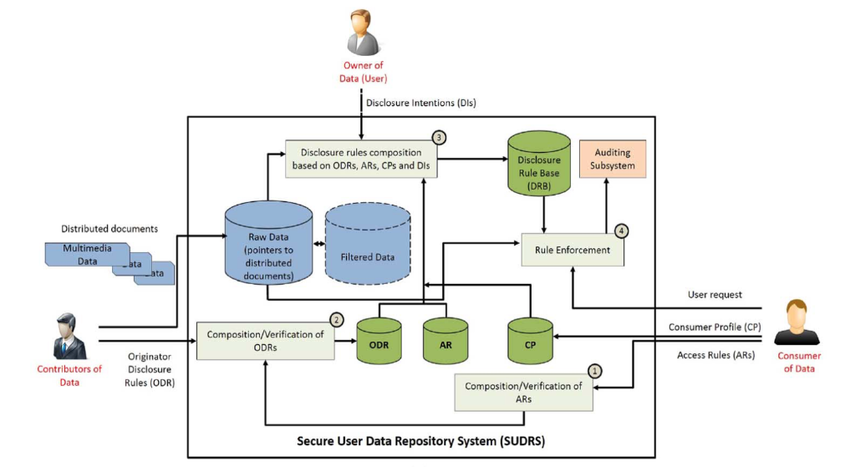 Owner of
Data (User)
Disclosure Intentions (DIs)
3
Disclosure rules composition
based on ODRs, ARs, CPs and DIs
Disclosure
Rule Base
(DRB)
Auditing
Subsystem
Distributed documents
Multimedia
Data
Data
Data
Raw Data
(pointers to
distributed
documents)
Filtered Data
4
Rule Enforcement
User request
2
Composition/Verification of
ODRs
ODR
AR
CP
Consumer Profile (CP)
Access Rules (ARs)
Consumer
of Data
Contributors of
Data
Originator
Disclosure
Rules (ODR)
1
Composition/Verification of
ARs
Secure User Data Repository System (SUDRS)